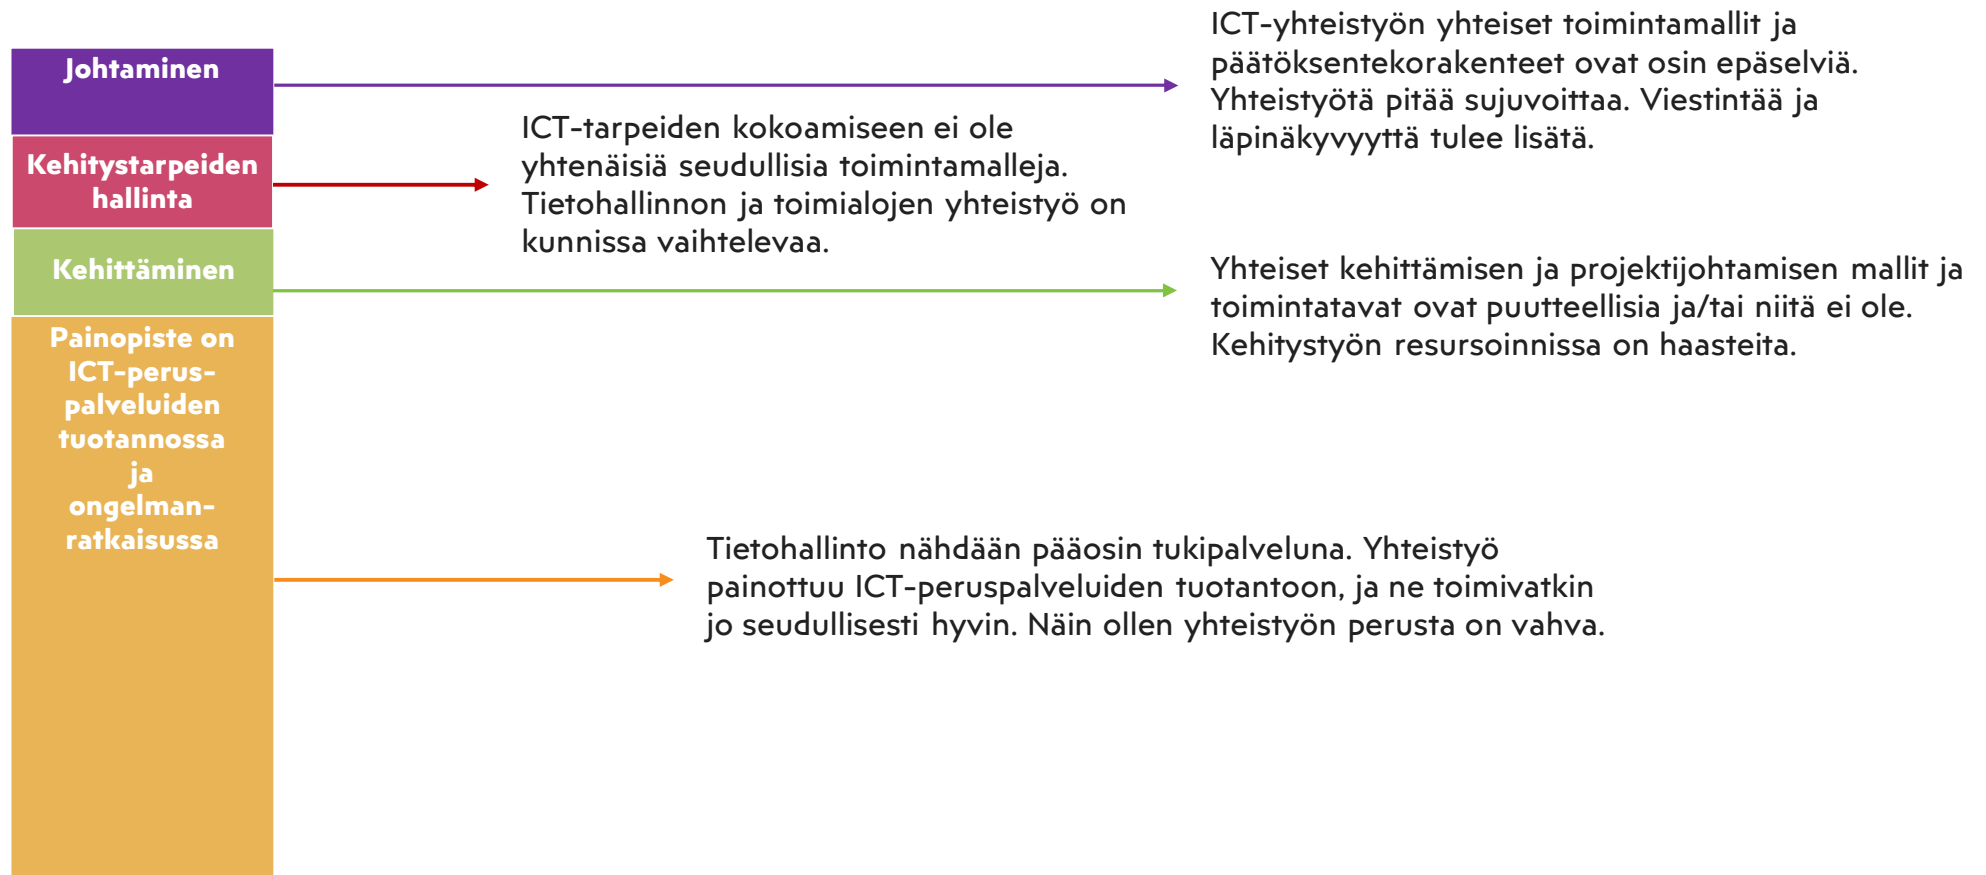 Johtaminen
ICT-yhteistyön yhteiset toimintamallit ja
päätöksentekorakenteet ovat osin epäselviä.
Yhteistyötä pitää sujuvoittaa. Viestintää ja
läpinäkyvyyttä tulee lisätä.
Kehitystarpeiden
hallinta
ICT-tarpeiden kokoamiseen ei ole
yhtenäisiä seudullisia toimintamalleja.
Tietohallinnon ja toimialojen yhteistyö on
kunnissa vaihtelevaa.
Kehittäminen
Yhteiset kehittämisen ja projektijohtamisen mallit ja
toimintatavat ovat puutteellisia ja/tai niitä ei ole.
Kehitystyön resursoinnissa on haasteita.
Painopiste on
ICT-perus-
palveluiden
tuotannossa
ja
ongelman-
ratkaisussa
Tietohallinto nähdään pääosin tukipalveluna. Yhteistyö
painottuu ICT-peruspalveluiden tuotantoon, ja ne toimivatkin
jo seudullisesti hyvin. Näin ollen yhteistyön perusta on vahva.